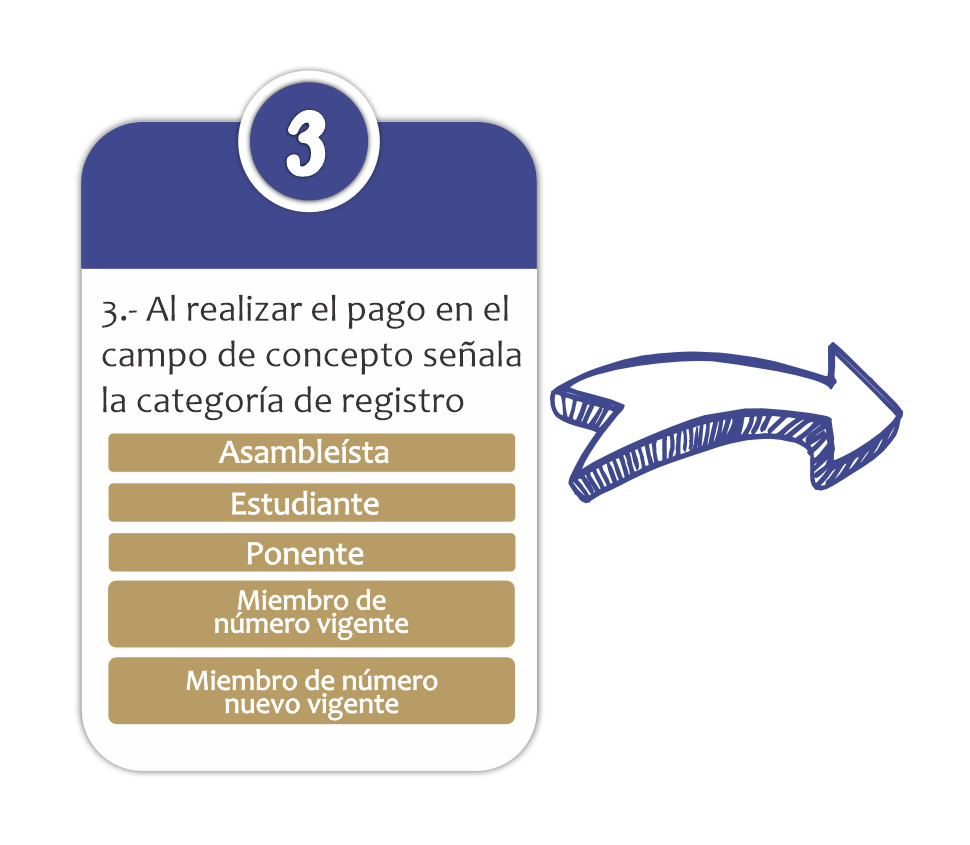 3
3.- Al realizar el pago en el
campo de concepto señala
la categoría de registro
Asambleísta
Estudiante
Ponente
Miembro de
número vigente
Miembro de número
nuevo vigente